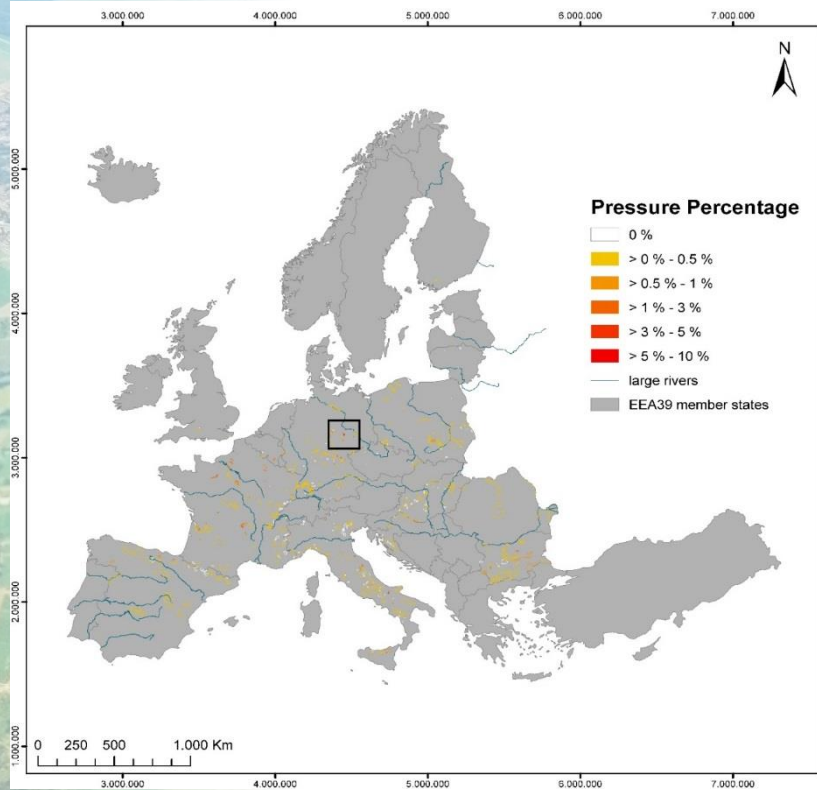 3.000.000 4.000.000 5.000.000 6.000.000 7.000.000
N
5.000.000
4.000.000
3.000.000
2.000.000
1.000.000
Pressure Percentage
0 %
> 0 % - 0.5 %
> 0.5 % - 1 %
> 1 % - 3 %
> 3 % - 5 %
> 5 % - 10 %
large rivers
EEA39 member states
0 250 500 1.000 Km
3.000.000 4.000.000 5.000.000 6.000.000 7.000.000